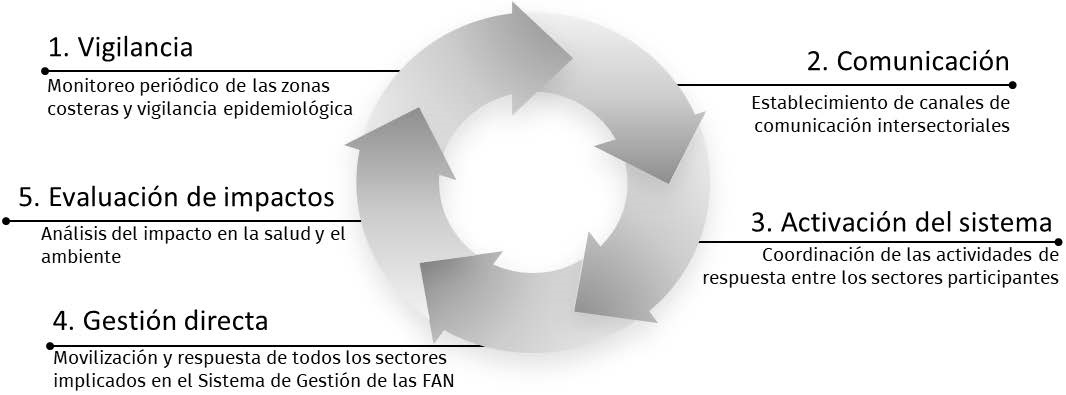 1. Vigilancia
Monitoreo periódico de las zonas
costeras y vigilancia epidemiológica
2. Comunicación
Establecimiento de canales de
comunicación intersectoriales
3. Activación del sistema
Coordinación de las actividades de
respuesta entre los sectores participantes
4. Gestión directa
Movilización y respuesta de todos los sectores
implicados en el Sistema de Gestión de las FAN
5. Evaluación de impactos
Análisis del impacto en la salud y el
ambiente